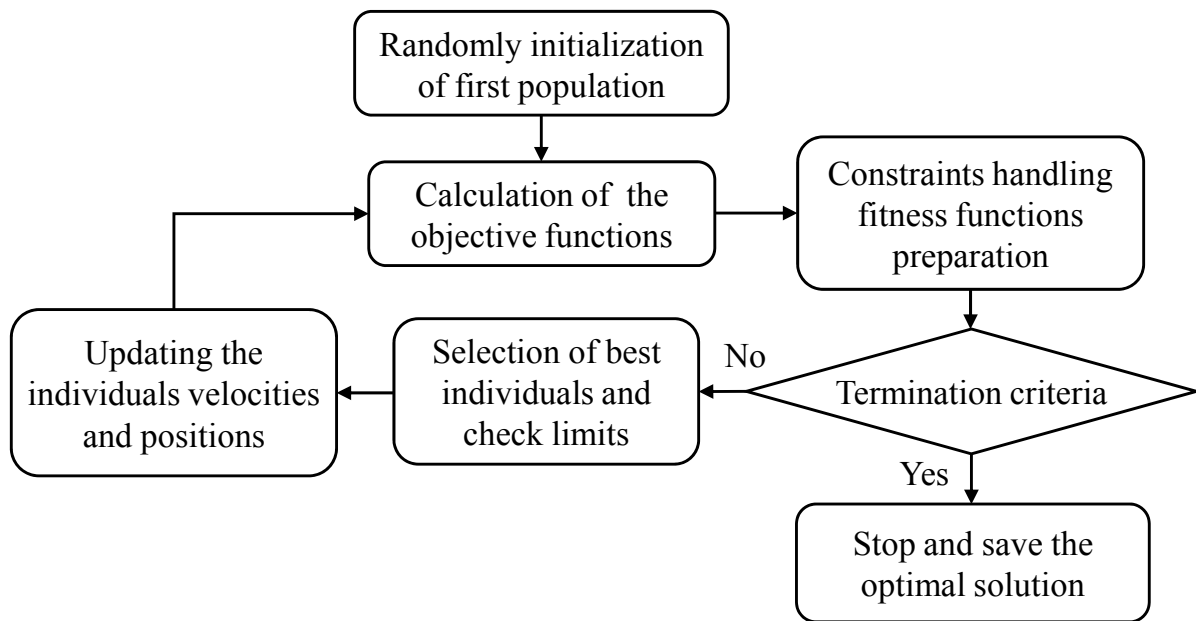 Randomly initialization
of first population
Calculation of  the
objective functions
Constraints handling
fitness functions
preparation
Termination criteria
No
Yes
Selection of best
individuals and
check limits
Updating the
individuals velocities
and positions
Stop and save the
optimal solution